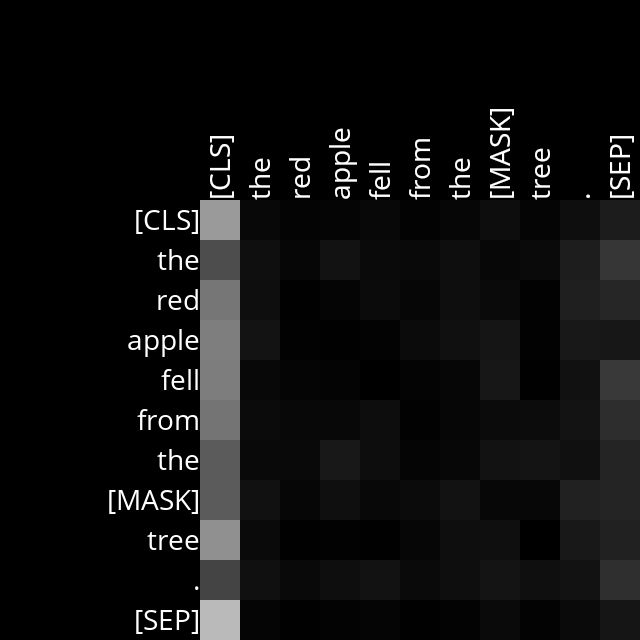 [CLS] the red apple fell from the [MASK] tree . [SEP]
[CLS]
the
red
apple
fell
from
the
[MASK]
tree
.
[SEP]